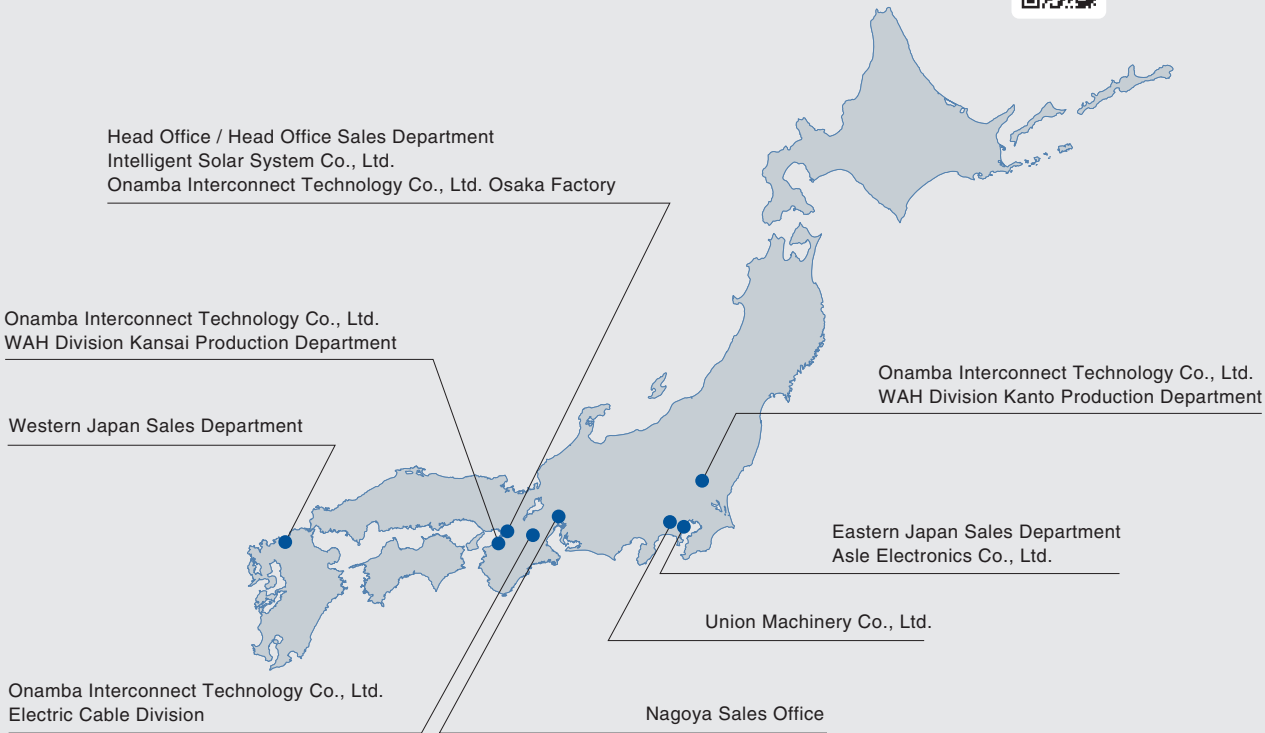 Head Office / Head Office Sales Department
Intelligent Solar System Co., Ltd.
Onamba Interconnect Technology Co., Ltd. Osaka Factory
Onamba Interconnect Technology Co., Ltd.
WAH Division Kansai Production Department
Onamba Interconnect Technology Co., Ltd.
WAH Division Kanto Production Department
Western Japan Sales Department
Eastern Japan Sales Department
Asle Electronics Co., Ltd.
Union Machinery Co., Ltd.
Onamba Interconnect Technology Co., Ltd.
Electric Cable Division
Nagoya Sales Office